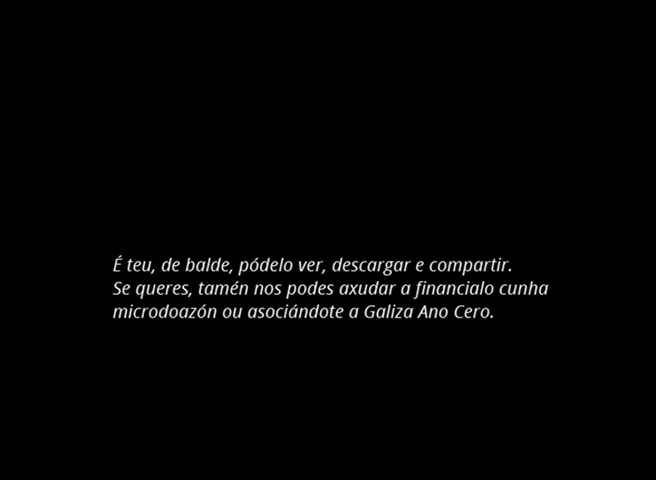 É teu, de balde, pódelo ver, descargar e compartir.
Se queres, tamén nos podes axudar a financialo cunha
microdoazón ou asociándote a Galiza Ano Cero.